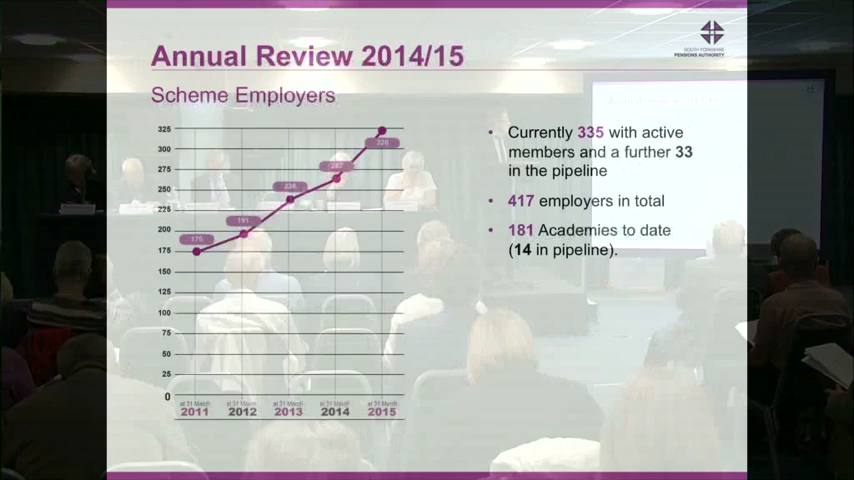 SOUTH YORKSHIRE
PENSIONS AUTHORITY
Annual Review 2014/15
Scheme Employers
325
300
275
250
225
200
175
150
125
100
75
50
25
0
175
191
236
326
at 31 March
2011
at 31 March
2012
at 31 March
2013
at 31 March
2014
at 31 March
2015
• Currently 335 with active
members and a further 33
in the pipeline
• 417 employers in total
• 181 Academies to date
(14 in pipeline).